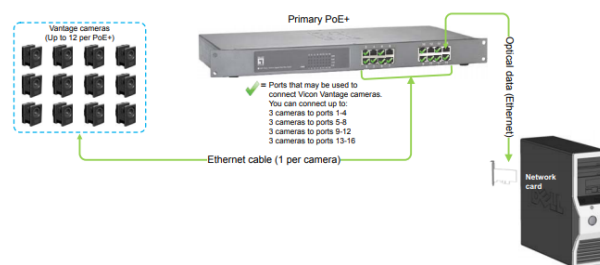 Vantage cameras
(Up to 12 per PoE+)
Primary PoE+
= Ports that may be used to
connect Vicon Vantage cameras.
You can connect up to:
3 cameras to ports 1-4
3 cameras to ports 5-8
3 cameras to ports 9-12
3 cameras to ports 13-16
Ethernet cable (1 per camera)
Optical data (Ethernet)
Network
card
DELL